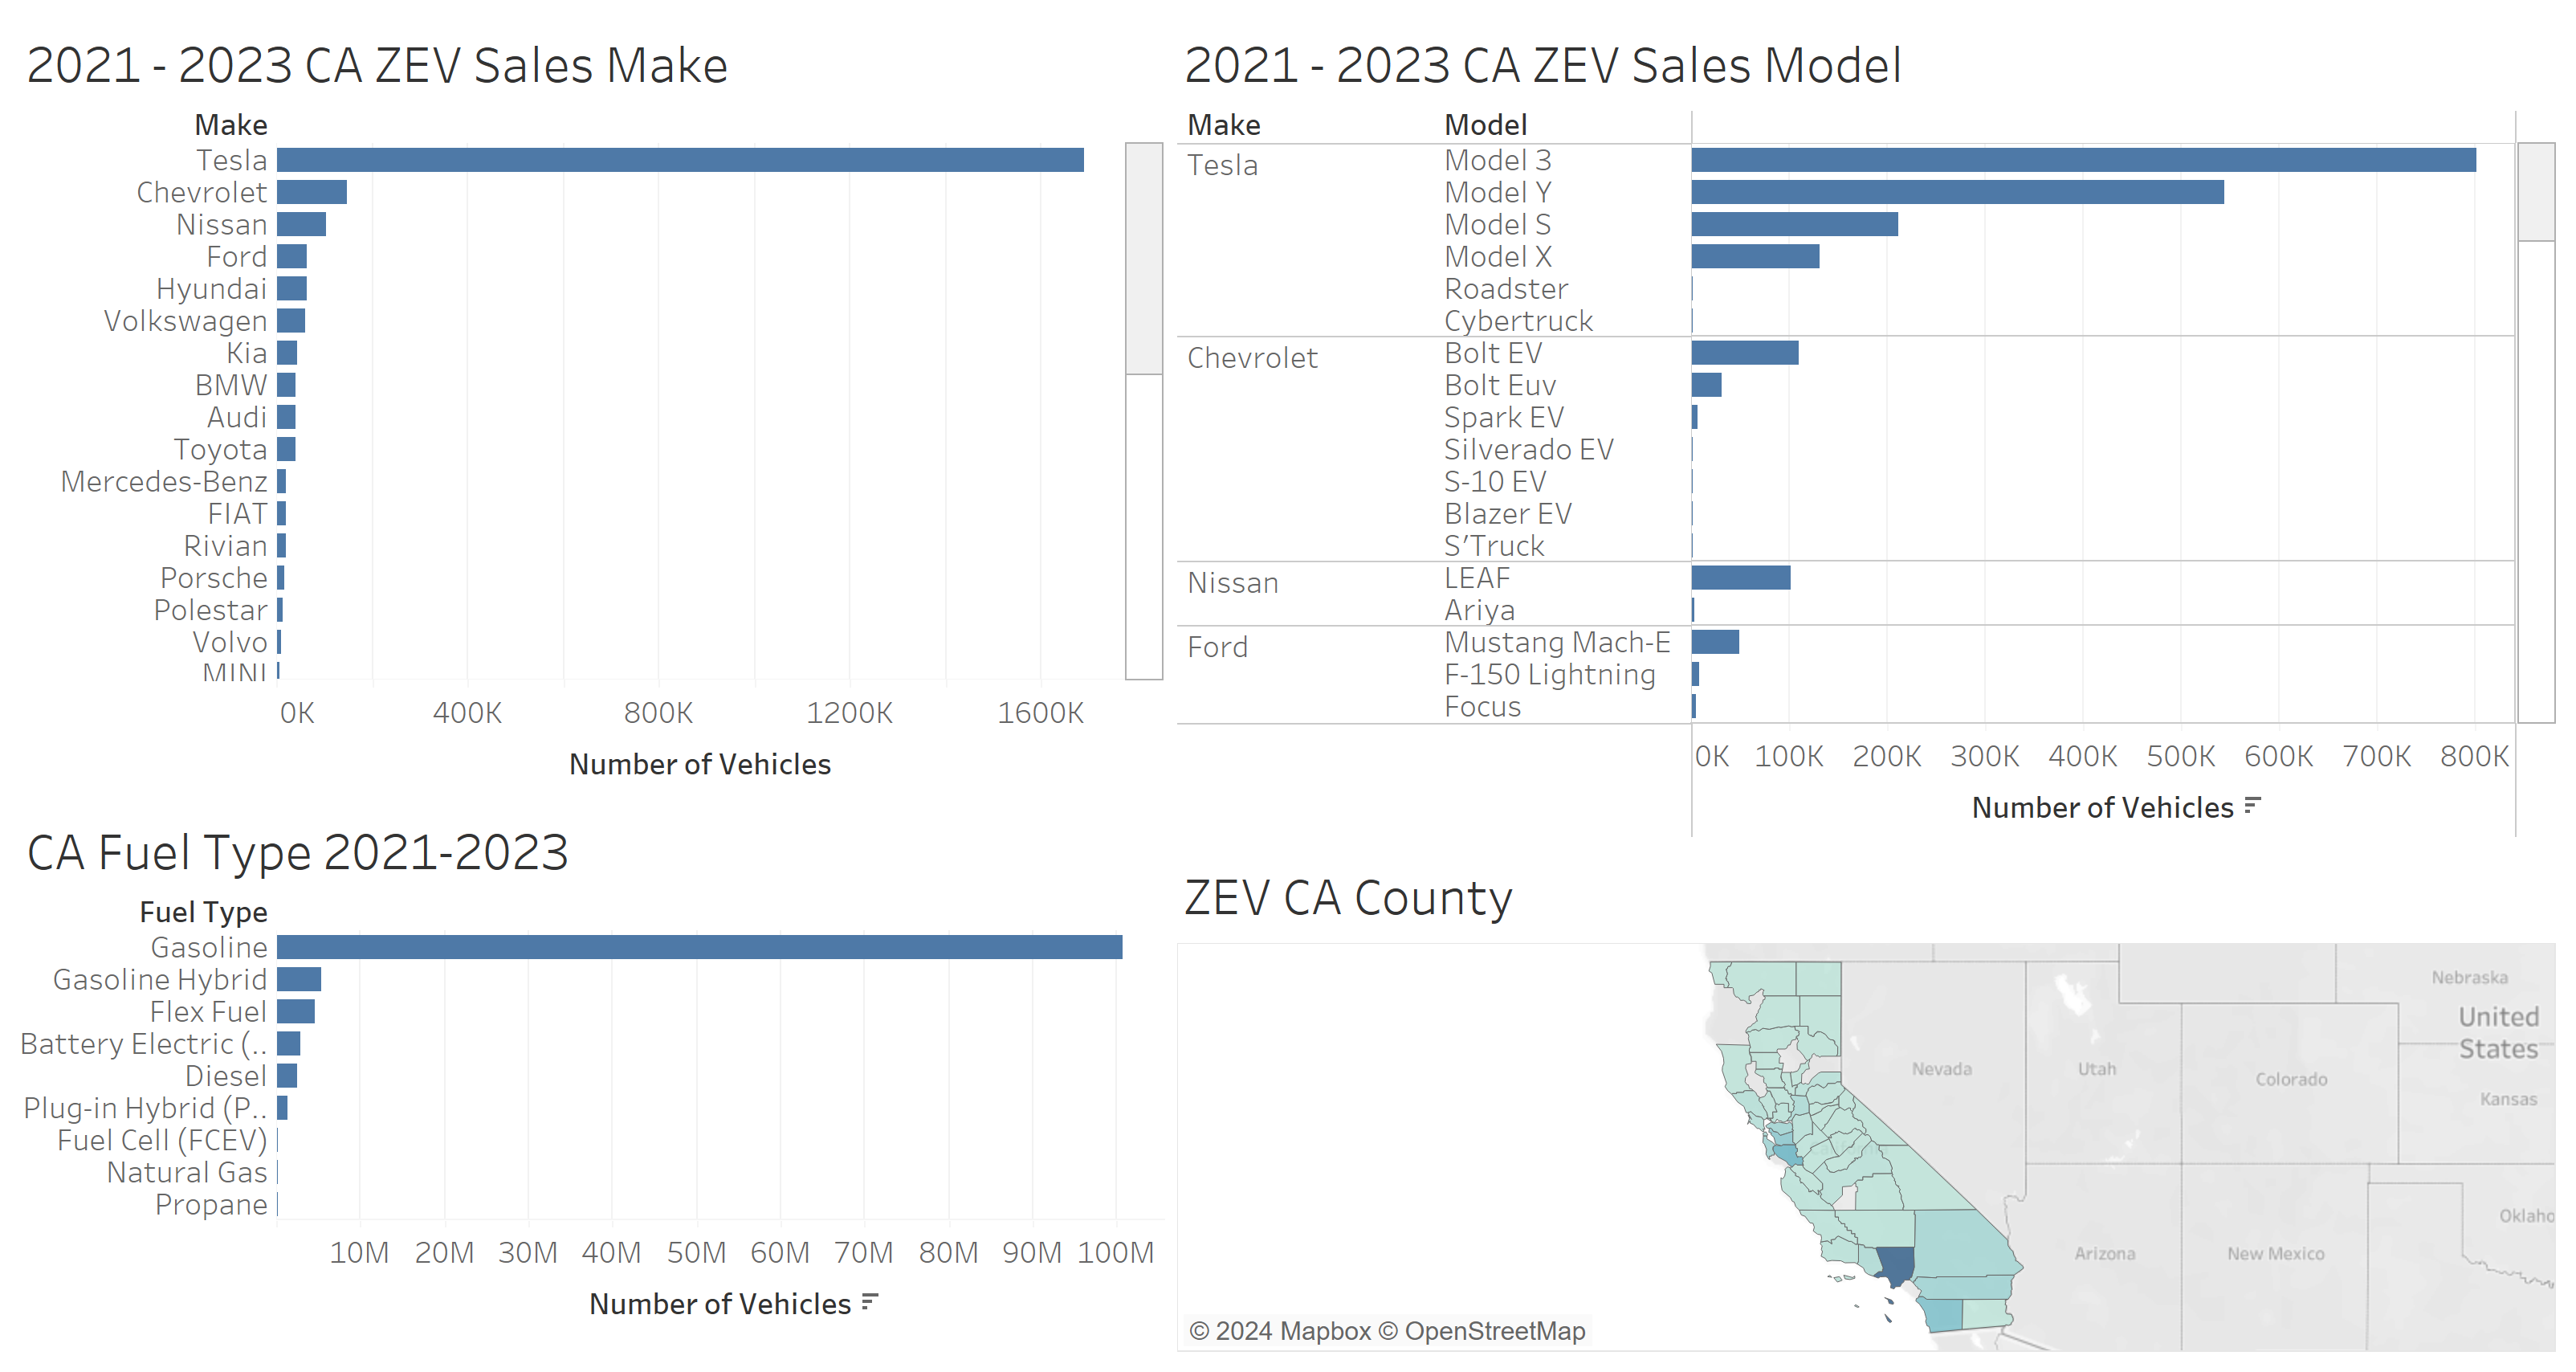 2021 - 2023 CA ZEV Sales Make
Make
Tesla
Chevrolet
Nissan
Ford
Hyundai
Volkswagen
Kia
BMW
Audi
Toyota
Mercedes-Benz
FIAT
Rivian
Porsche
Polestar
Volvo
MINI
0K 400K 800K 1200K 1600K
Number of Vehicles
2021 - 2023 CA ZEV Sales Model
Make Model
Tesla Model 3
Model Y
Model S
Model X
Roadster
Cybertruck
Chevrolet Bolt EV
Bolt Euv
Spark EV
Silverado EV
S-10 EV
Blazer EV
S'Truck
Nissan LEAF
Ariya
Ford Mustang Mach-E
F-150 Lightning
Focus
0K 100K 200K 300K 400K 500K 600K 700K 800K
Number of Vehicles
CA Fuel Type 2021-2023
Fuel Type
Gasoline
Gasoline Hybrid
Flex Fuel
Battery Electric (..
Diesel
Plug-in Hybrid (P..
Fuel Cell (FCEV)
Natural Gas
Propane
10M 20M 30M 40M 50M 60M 70M 80M 90M 100M
Number of Vehicles
ZEV CA County
Nebraska
United
States
Nevada Utah Colorado
Kansas
Oklaho
Arizona New Mexico
© 2024 Mapbox © OpenStreetMap